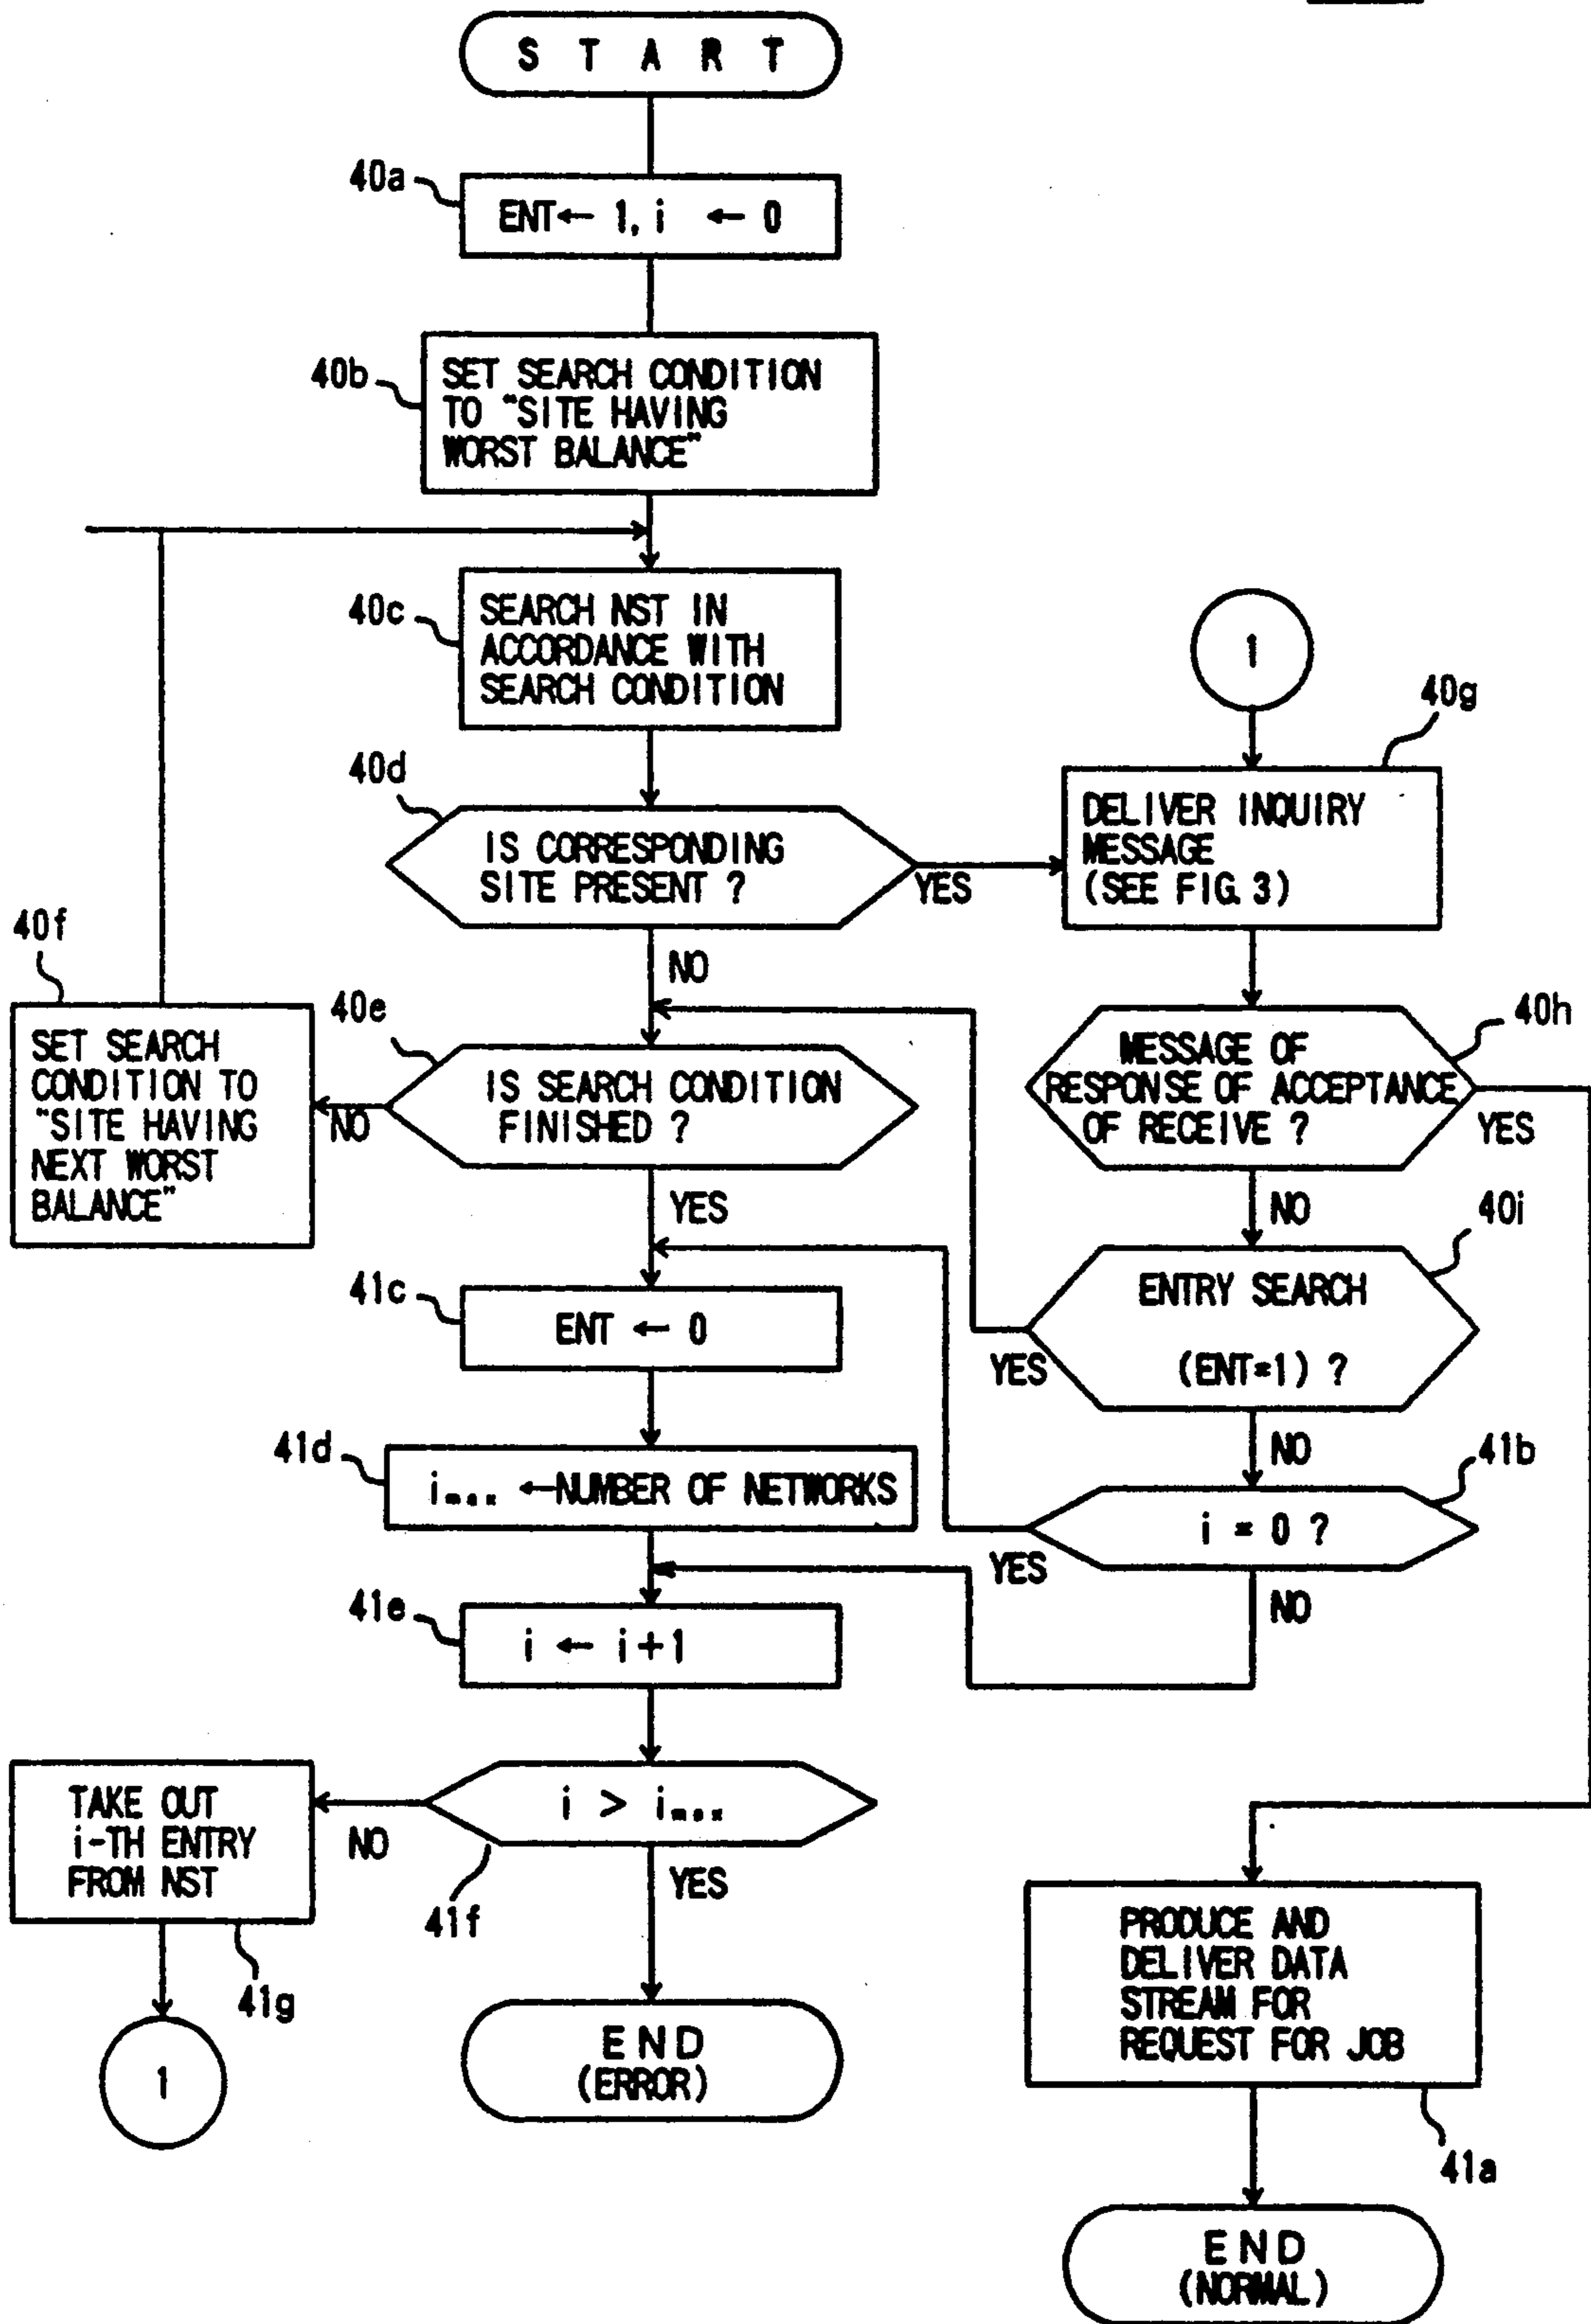 START
40a
ENT← 1, i ← 0
40b
SET SEARCH CONDITION
TO "SITE HAVING
WORST BALANCE"
40c
SEARCH NST IN
ACCORDANCE WITH
SEARCH CONDITION
1
40g
40d
IS CORRESPONDING
SITE PRESENT ?
YES
DELIVER INQUIRY
MESSAGE
(SEE FIG. 3)
NO
40f
SET SEARCH
CONDITION TO
"SITE HAVING
NEXT WORST
BALANCE"
40e
IS SEARCH CONDITION
FINISHED ?
NO
YES
40h
MESSAGE OF
RESPONSE OF ACCEPTANCE
OF RECEIVE ?
YES
NO
40i
ENTRY SEARCH
(ENT=1) ?
YES
NO
41c
ENT ← 0
41d
imax ←NUMBER OF NETWORKS
41b
i = 0 ?
YES
NO
41e
i ← i+1
i > imax
41f
NO
YES
TAKE OUT
i-TH ENTRY
FROM NST
41g
1
END
(ERROR)
PRODUCE AND
DELIVER DATA
STREAM FOR
REQUEST FOR JOB
41a
END
(NORMAL)